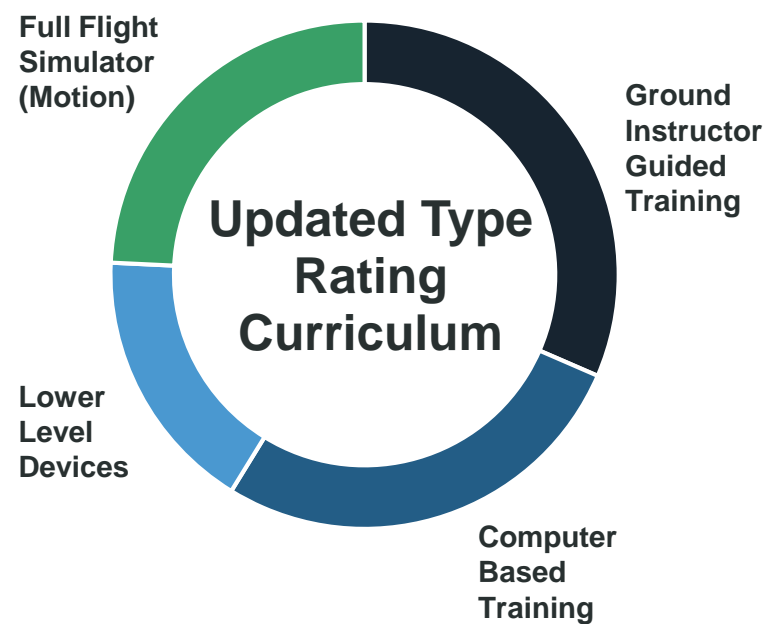 Full Flight
Simulator
(Motion)
Ground
Instructor
Guided
Training
Updated Type
Rating
Curriculum
Lower
Level
Devices
Computer
Based
Training